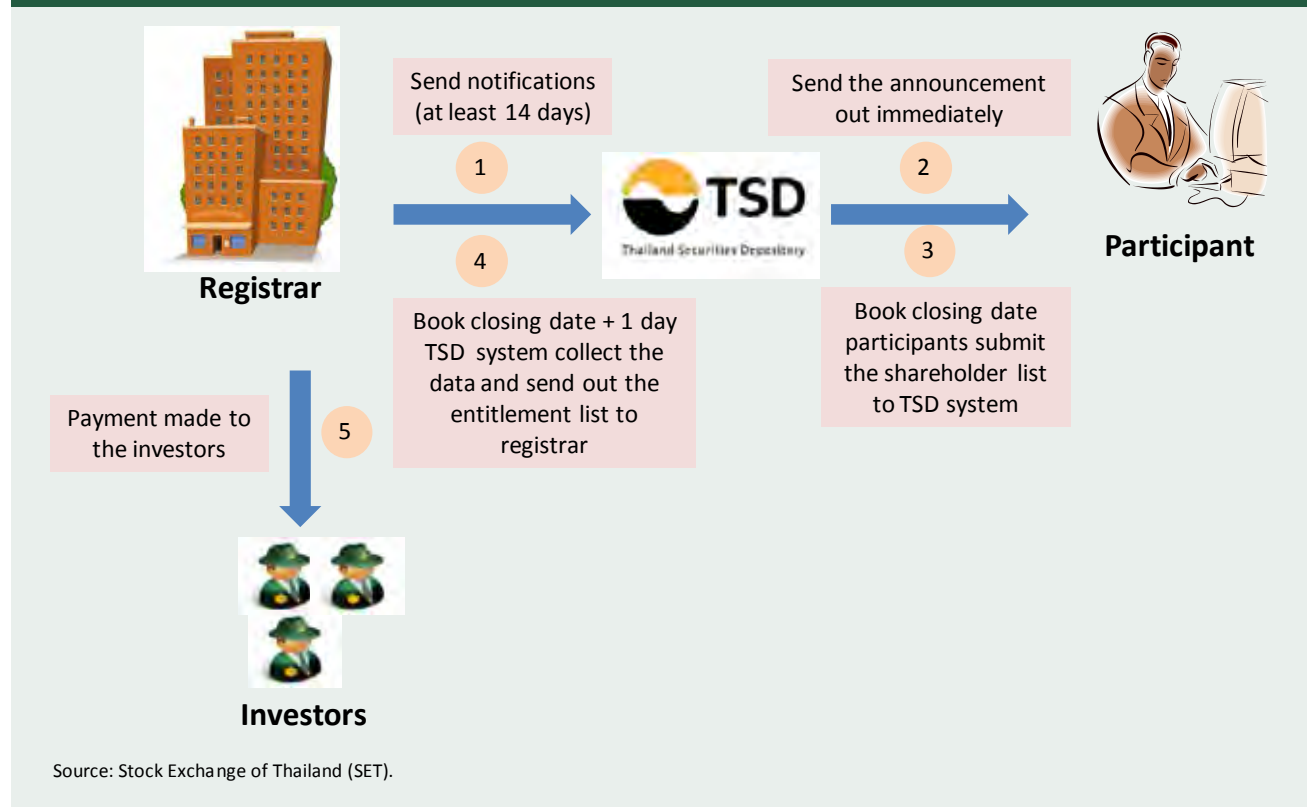 Send notifications
(at least 14 days)
1
Send the announcement
out immediately
2
TSD
Thailand Securities Depository
Registrar
Participant
4
Book closing date + 1 day
TSD system collect the
data and send out the
entitlement list to
registrar
3
Book closing date
participants submit
the shareholder list
to TSD system
Payment made to
the investors
5
Investors
Source: Stock Exchange of Thailand (SET).